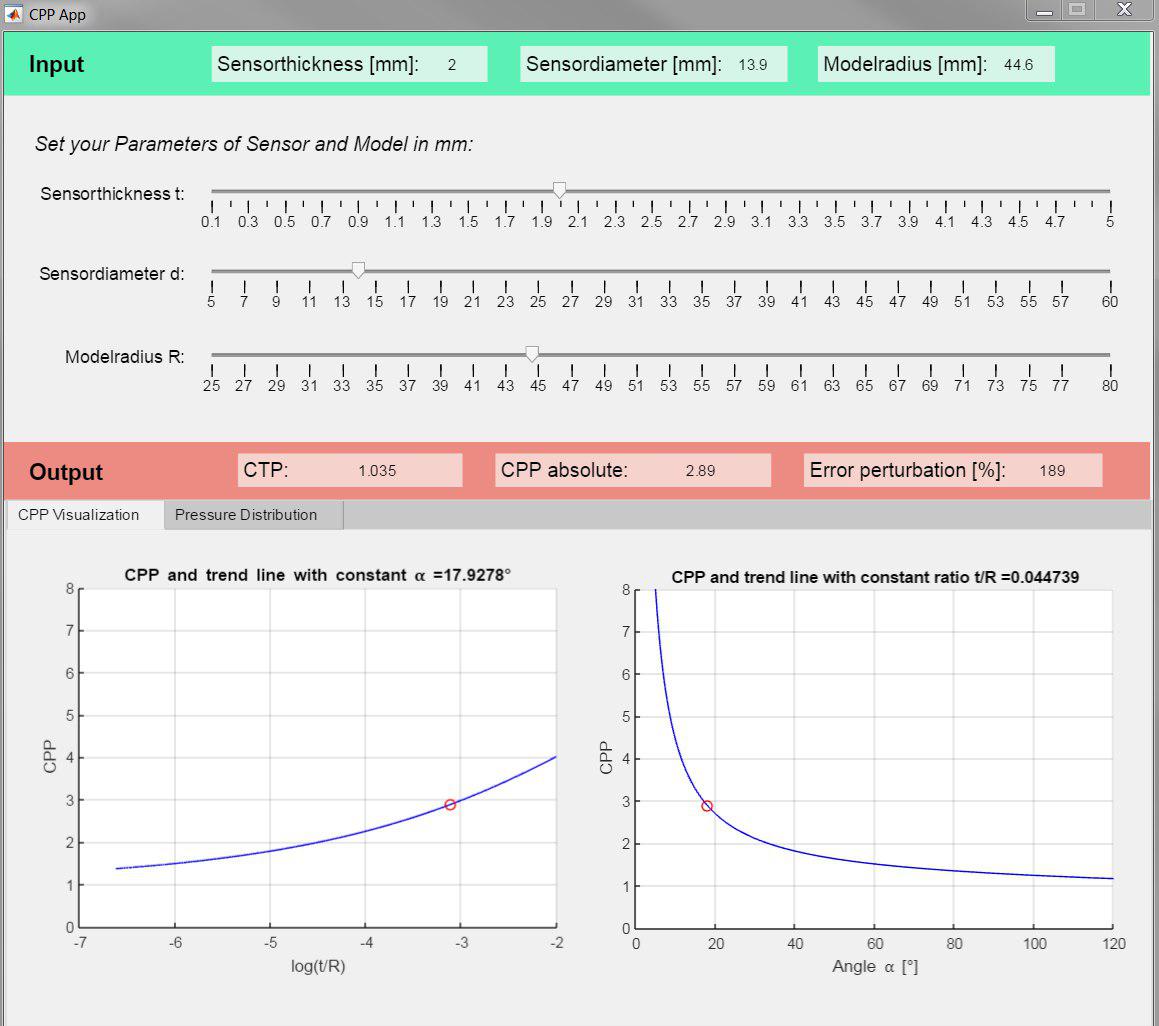 CPP App
Input Sensorthickness [mm]: 2 Sensordiameter [mm]: 13.9 Modelradius [mm]: 44.6
Set your Parameters of Sensor and Model in mm:
Sensorthickness t:
0.1 0.3 0.5 0.7 0.9 1.1 1.3 1.5 1.7 1.9 2.1 2.3 2.5 2.7 2.9 3.1 3.3 3.5 3.7 3.9 4.1 4.3 4.5 4.7 5
Sensordiameter d:
5 7 9 11 13 15 17 19 21 23 25 27 29 31 33 35 37 39 41 43 45 47 49 51 53 55 57 60
Modelradius R:
25 27 29 31 33 35 37 39 41 43 45 47 49 51 53 55 57 59 61 63 65 67 69 71 73 75 77 80
Output CTP: 1.035 CPP absolute: 2.89 Error perturbation [%]: 189
CPP Visualization Pressure Distribution
CPP and trend line with constant α =17.9278°
8
7
6
5
4
3
2
1
0
CPP
-7 -6 -5 -4 -3 -2
log(t/R)
CPP and trend line with constant ratio t/R =0.044739
8
7
6
5
4
3
2
1
0
CPP
0 20 40 60 80 100 120
Angle α [°]